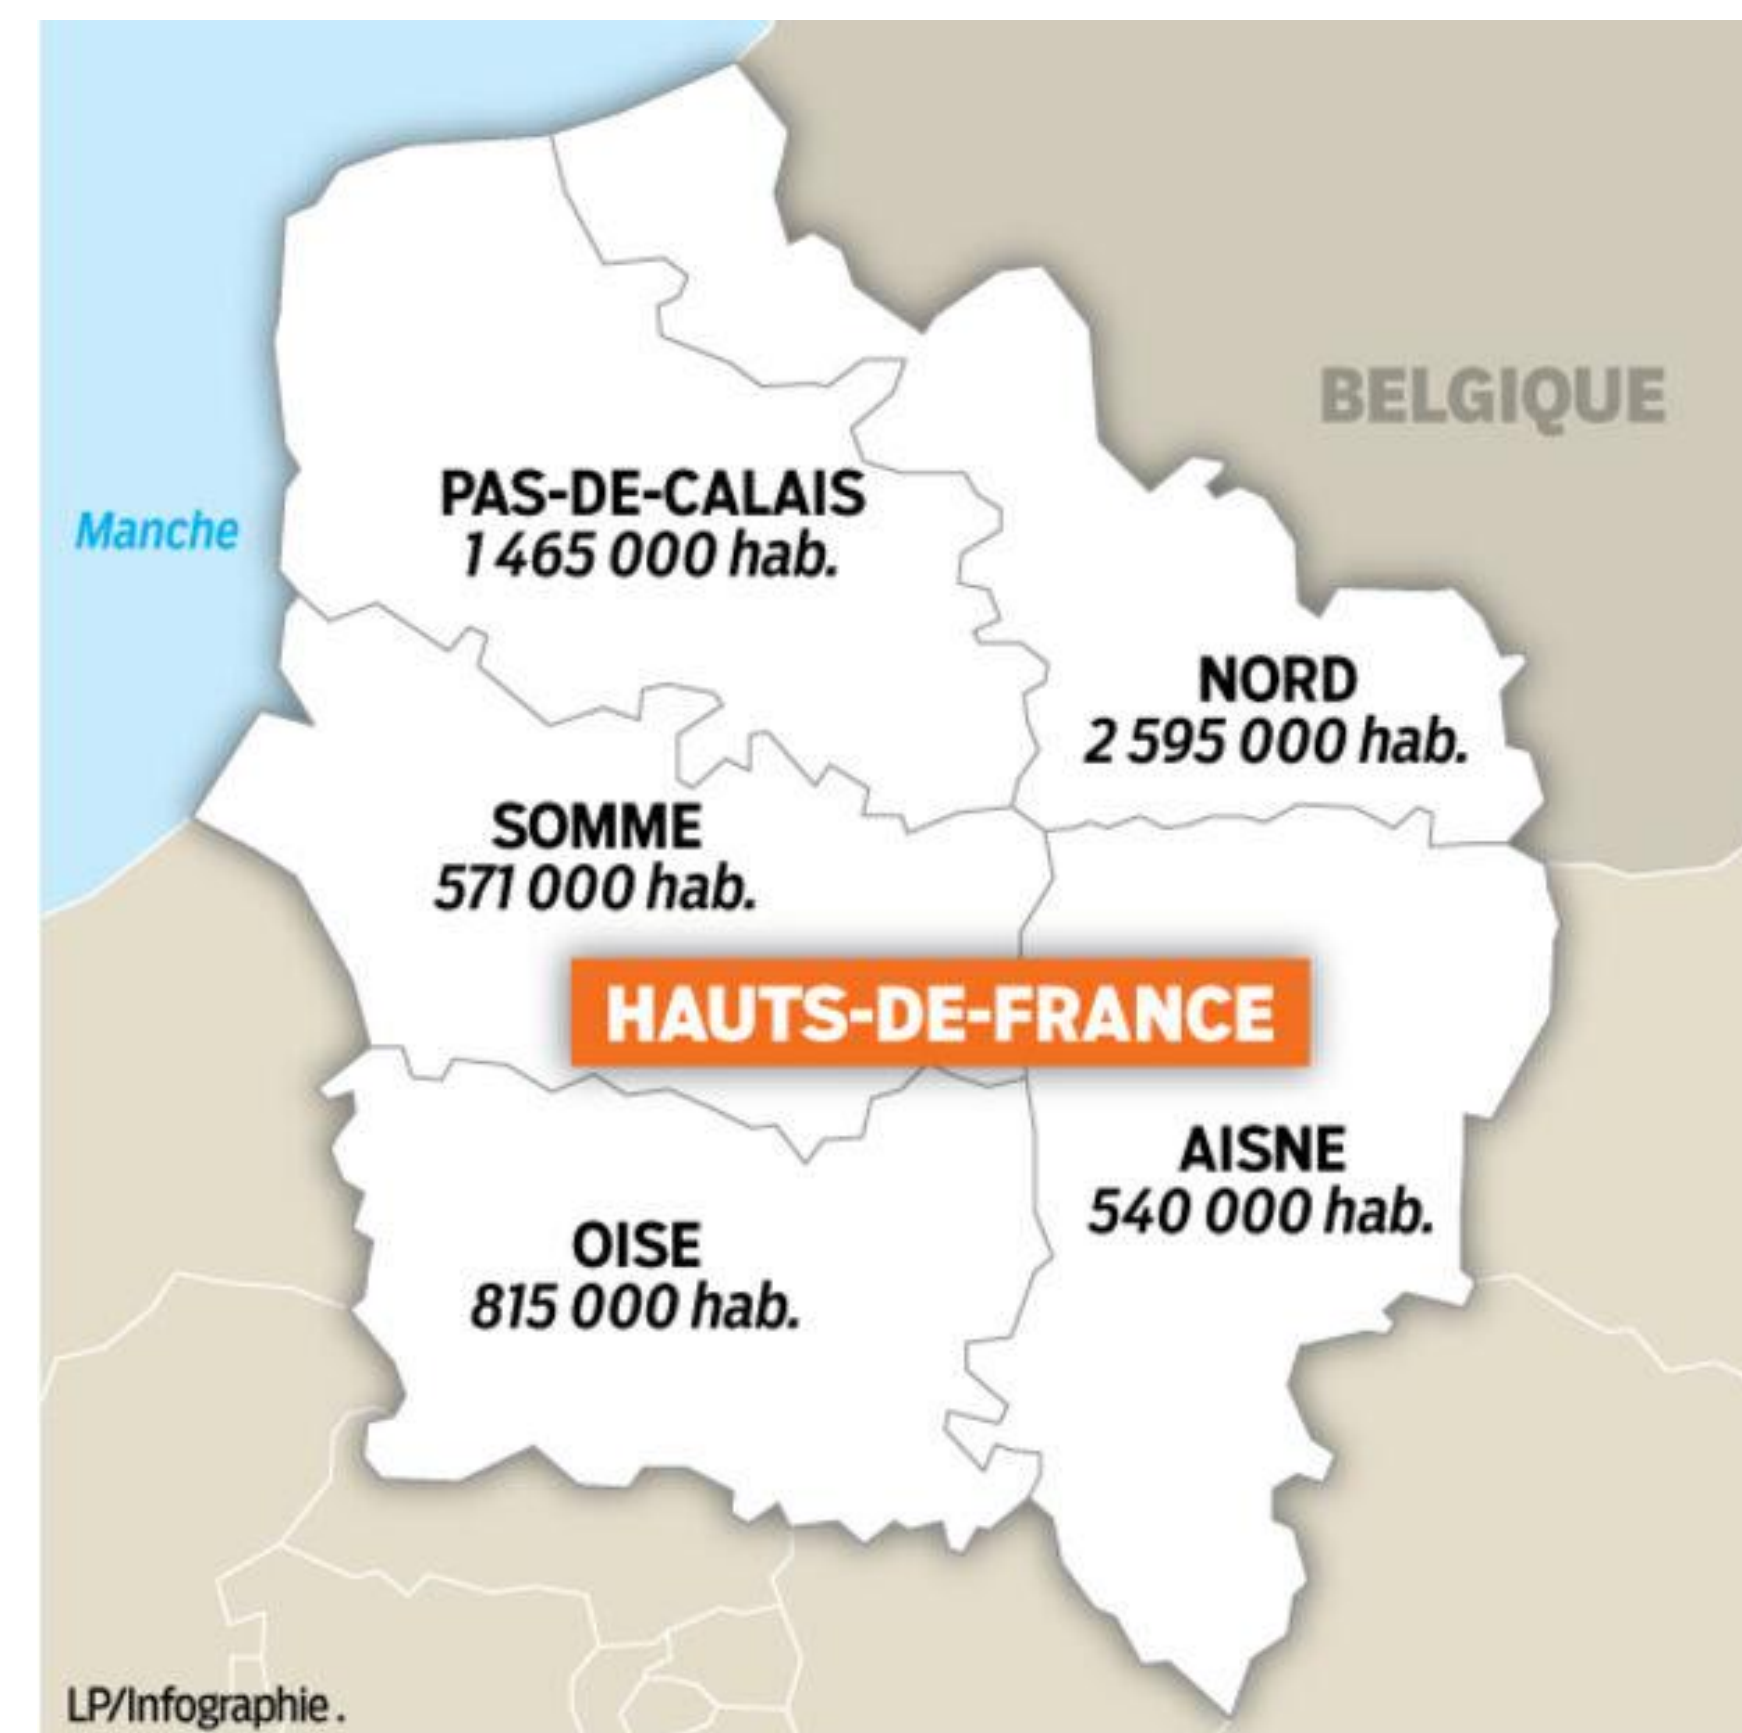 BELGIQUE
Manche
PAS-DE-CALAIS
1 465 000 hab.
NORD
2 595 000 hab.
SOMME
571 000 hab.
HAUTS-DE-FRANCE
AISNE
540 000 hab.
OISE
815 000 hab.
LP/Infographie.